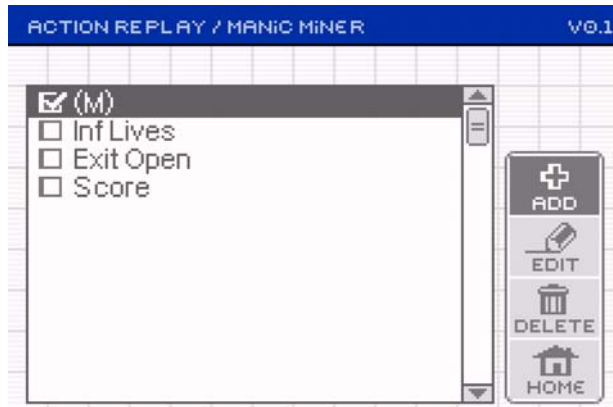 ACTION REPLAY / MANiC MiNER V0.1
(M)
Inf Lives
Exit Open
Score
ADD
EDIT
DELETE
HOME